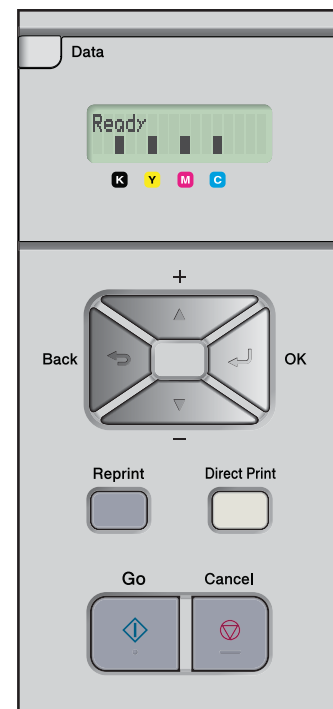 Data
Ready
K Y M C
+
Back OK
−
Reprint Direct Print
Go Cancel